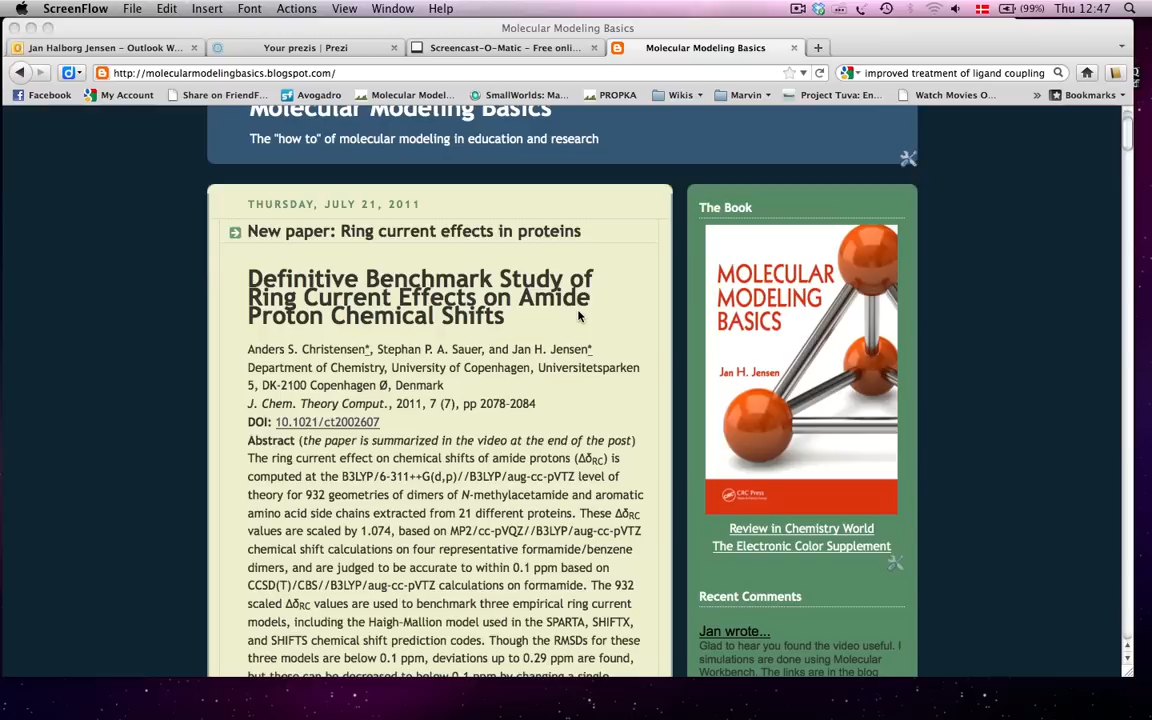 ScreenFlow File Edit Insert Font Actions View Window Help (99%) Thu 12:47
Molecular Modeling Basics
Jan Halborg Jensen – Outlook W... × Your prezis | Prezi × Screencast-O-Matic – Free onli... × Molecular Modeling Basics × +
http://molecularmodelingbasics.blogspot.com/ improved treatment of ligand coupling
Facebook My Account Share on FriendF... Avogadro Molecular Model... SmallWorlds: Ma... PROPKA Wikis Marvin Project Tuva: En... Watch Movies O... » Bookmarks
Molecular Modeling Basics
The "how to" of molecular modeling in education and research
THURSDAY, JULY 21, 2011
New paper: Ring current effects in proteins
Definitive Benchmark Study of
Ring Current Effects on Amide
Proton Chemical Shifts
Anders S. Christensen*, Stephan P. A. Sauer, and Jan H. Jensen*
Department of Chemistry, University of Copenhagen, Universitetsparken
5, DK-2100 Copenhagen Ø, Denmark
J. Chem. Theory Comput., 2011, 7 (7), pp 2078-2084
DOI: 10.1021/ct2002607
Abstract (the paper is summarized in the video at the end of the post)
The ring current effect on chemical shifts of amide protons (ΔδRC) is
computed at the B3LYP/6-311++G(d,p)//B3LYP/aug-cc-pVTZ level of
theory for 932 geometries of dimers of N-methylacetamide and aromatic
amino acid side chains extracted from 21 different proteins. These ΔδRC
values are scaled by 1.074, based on MP2/cc-pVQZ//B3LYP/aug-cc-pVTZ
chemical shift calculations on four representative formamide/benzene
dimers, and are judged to be accurate to within 0.1 ppm based on
CCSD(T)/CBS//B3LYP/aug-cc-pVTZ calculations on formamide. The 932
scaled ΔδRC values are used to benchmark three empirical ring current
models, including the Haigh-Mallion model used in the SPARTA, SHIFTX,
and SHIFTS chemical shift prediction codes. Though the RMSDs for these
three models are below 0.1 ppm, deviations up to 0.29 ppm are found,
but these can be decreased to below 0.1 ppm by changing a single
The Book
MOLECULAR
MODELING
BASICS
Jan H. Jensen
CRC Press
Review in Chemistry World
The Electronic Color Supplement
Recent Comments
Jan wrote...
Glad to hear you found the video useful. I
simulations are done using Molecular
Workbench. The links are in the blog